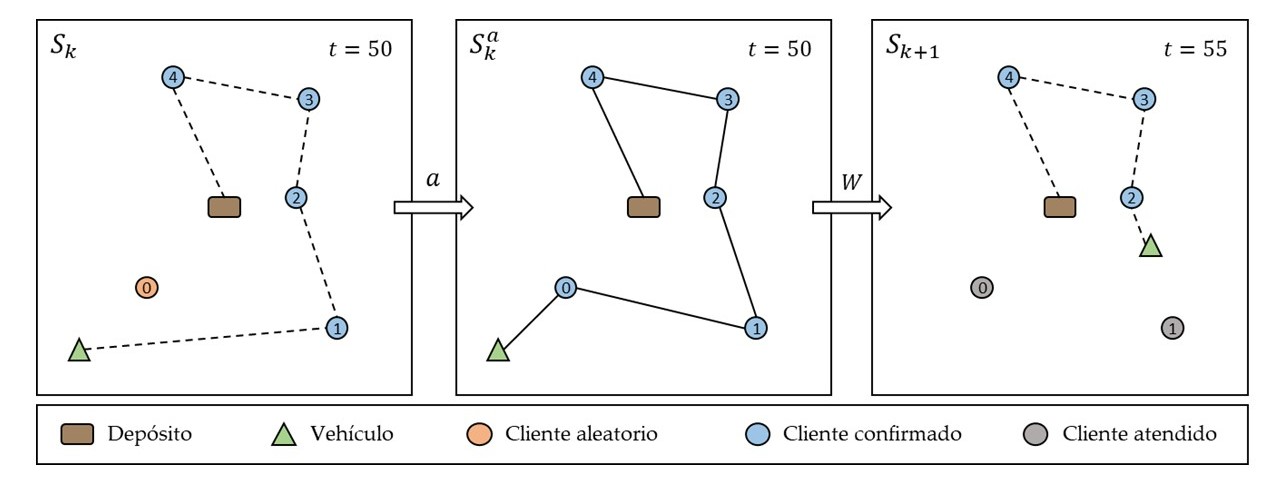 S_k t = 50
4
3
2
0
1
a
S_k^a t = 50
4
3
2
0
1
W
S_{k+1} t = 55
4
3
2
0
1
Depósito Vehículo Cliente aleatorio Cliente confirmado Cliente atendido